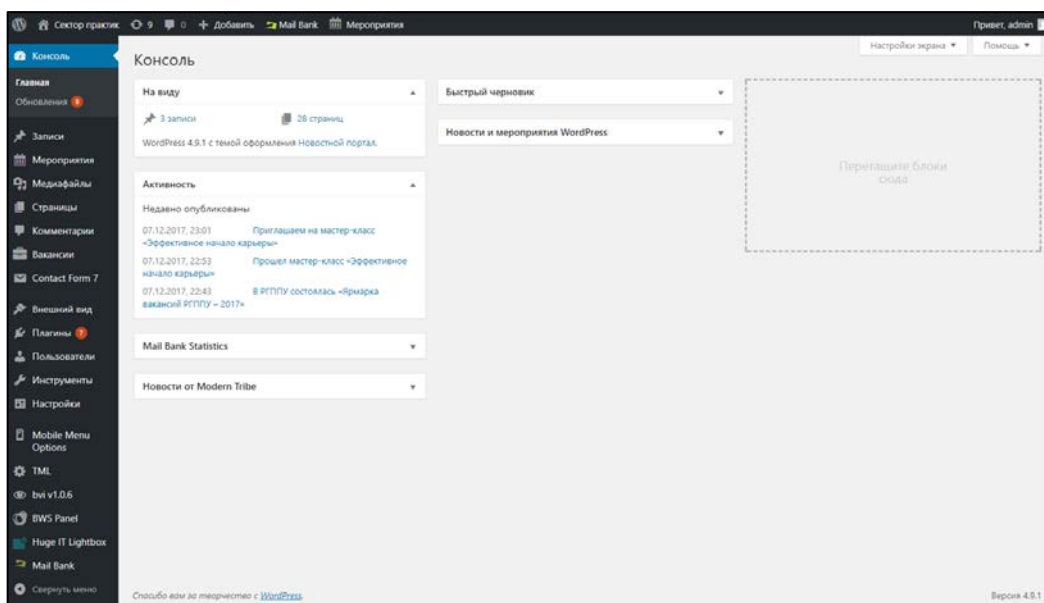 Сектор практик 9 0 + Добавить Mail Bank Мероприятия Привет, admin
Консоль
Главная
Обновления 8
Записи
Мероприятия
Медиафайлы
Страницы
Комментарии
Вакансии
Contact Form 7
Внешний вид
Плагины 7
Пользователи
Инструменты
Настройки
Mobile Menu
Options
TML
bvi v1.0.6
BWS Panel
Huge IT Lightbox
Mail Bank
Свернуть меню
Настройки экрана ▼ Помощь ▼
Консоль
На виду
3 записи 28 страниц
WordPress 4.9.1 с темой оформления Новостной портал.
Активность
Недавно опубликованы
07.12.2017, 23:01 Приглашаем на мастер-класс
«Эффективное начало карьеры»
07.12.2017, 22:53 Прошел мастер-класс «Эффективное
начало карьеры»
07.12.2017, 22:43 В РГППУ состоялась «Ярмарка
вакансий РГППУ – 2017»
Mail Bank Statistics
Новости от Modern Tribe
Быстрый черновик
Новости и мероприятия WordPress
Перетащите блоки
сюда
Спасибо вам за творчество с WordPress.
Версия 4.9.1